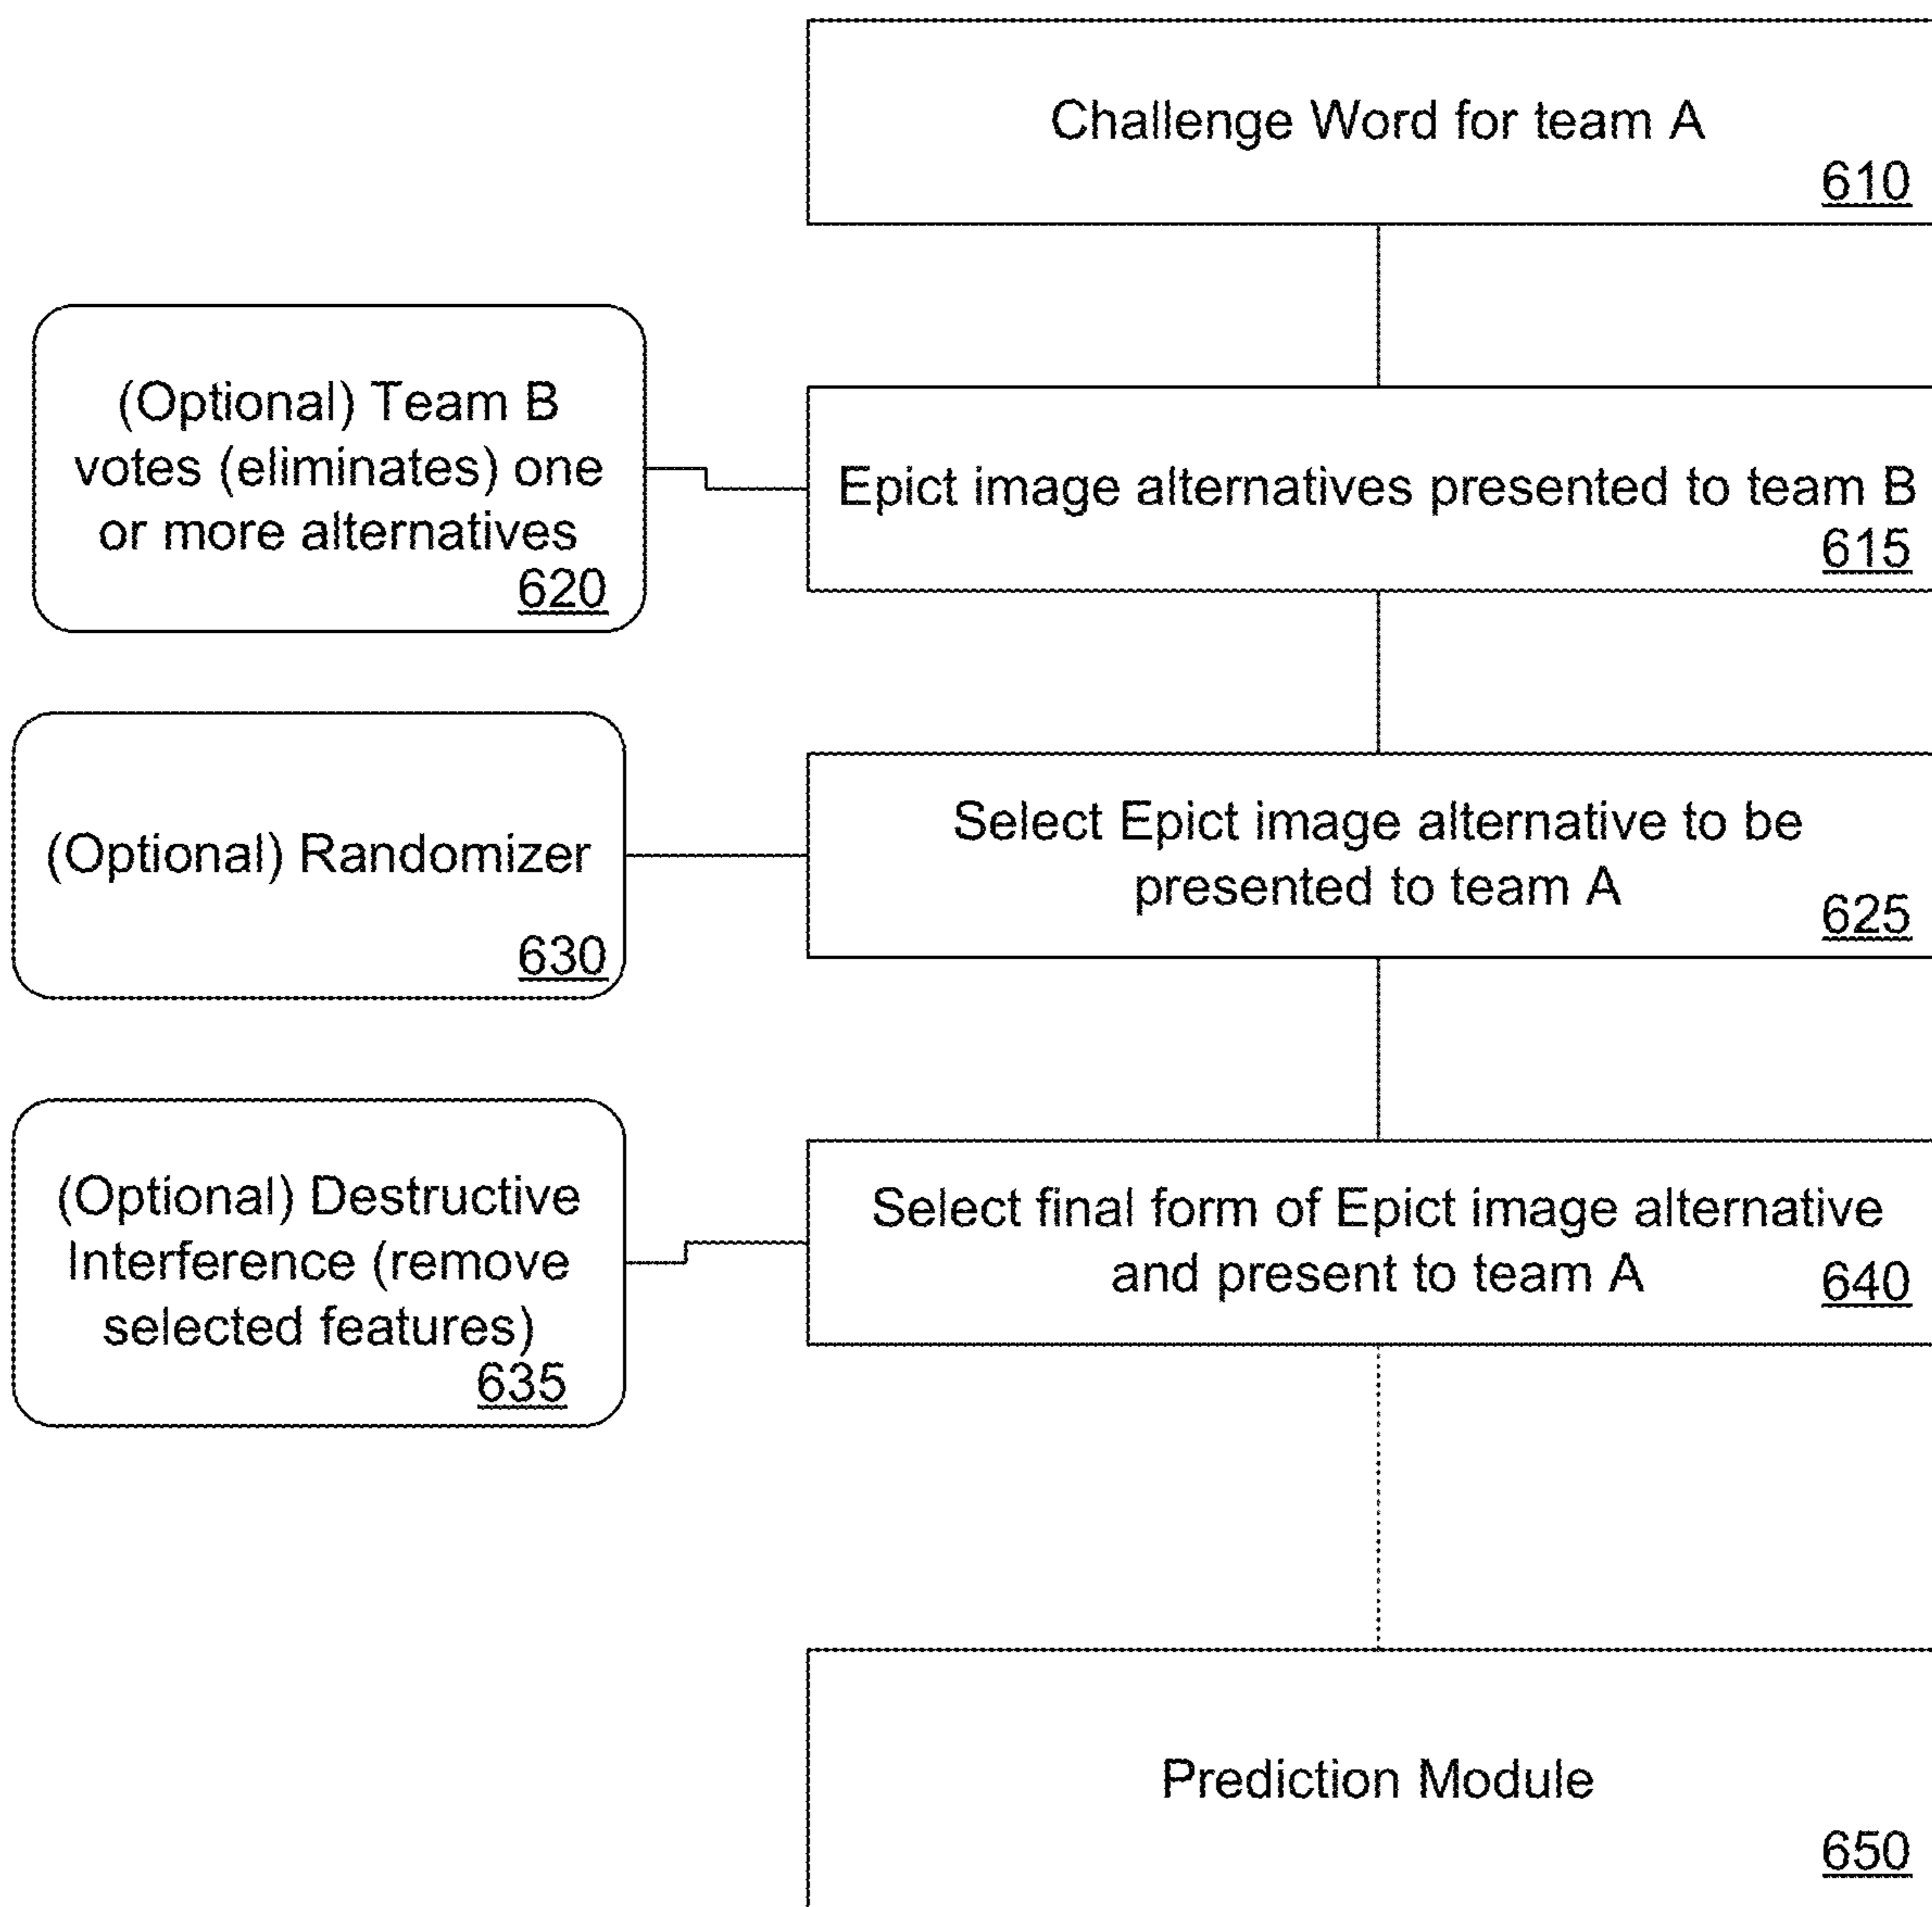 Challenge Word for team A
610
(Optional) Team B
votes (eliminates) one
or more alternatives
620
Epict image alternatives presented to team B
615
(Optional) Randomizer
630
Select Epict image alternative to be
presented to team A
625
(Optional) Destructive
Interference (remove
selected features)
635
Select final form of Epict image alternative
and present to team A
640
Prediction Module
650